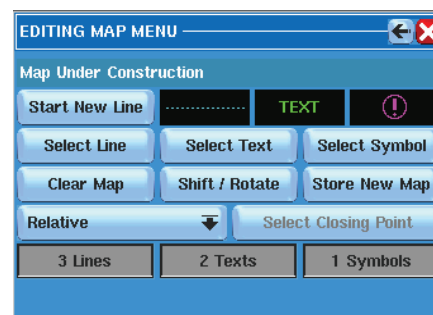 EDITING MAP MENU
Map Under Construction
Start New Line TEXT
Select Line Select Text Select Symbol
Clear Map Shift / Rotate Store New Map
Relative Select Closing Point
3 Lines 2 Texts 1 Symbols